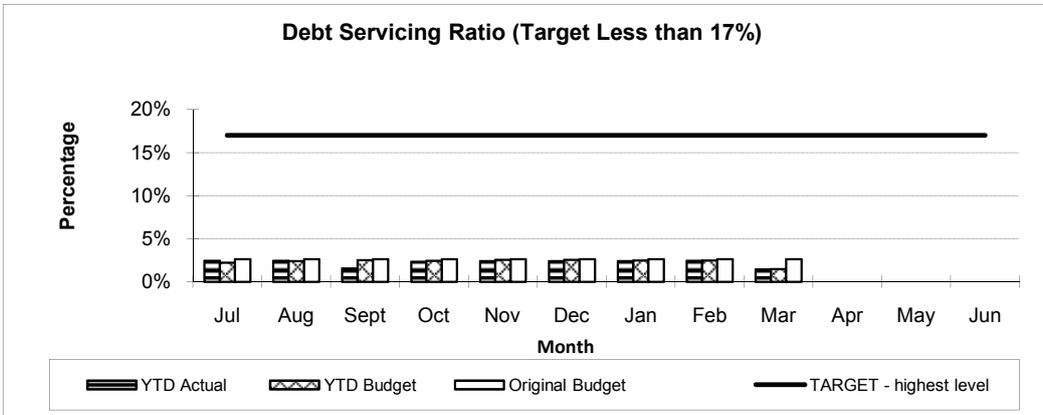 Debt Servicing Ratio (Target Less than 17%)
Percentage
20%
15%
10%
5%
0%
Jul Aug Sept Oct Nov Dec Jan Feb Mar Apr May Jun
Month
YTD Actual YTD Budget Original Budget TARGET - highest level